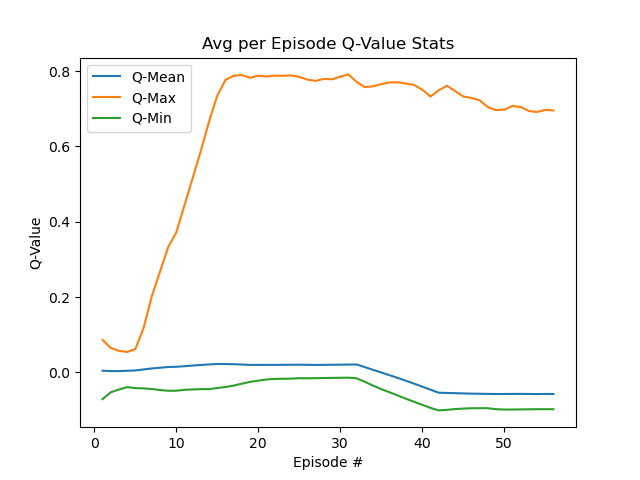 Avg per Episode Q-Value Stats
Q-Mean
Q-Max
Q-Min
Q-Value
0.8
0.6
0.4
0.2
0.0
0 10 20 30 40 50
Episode #